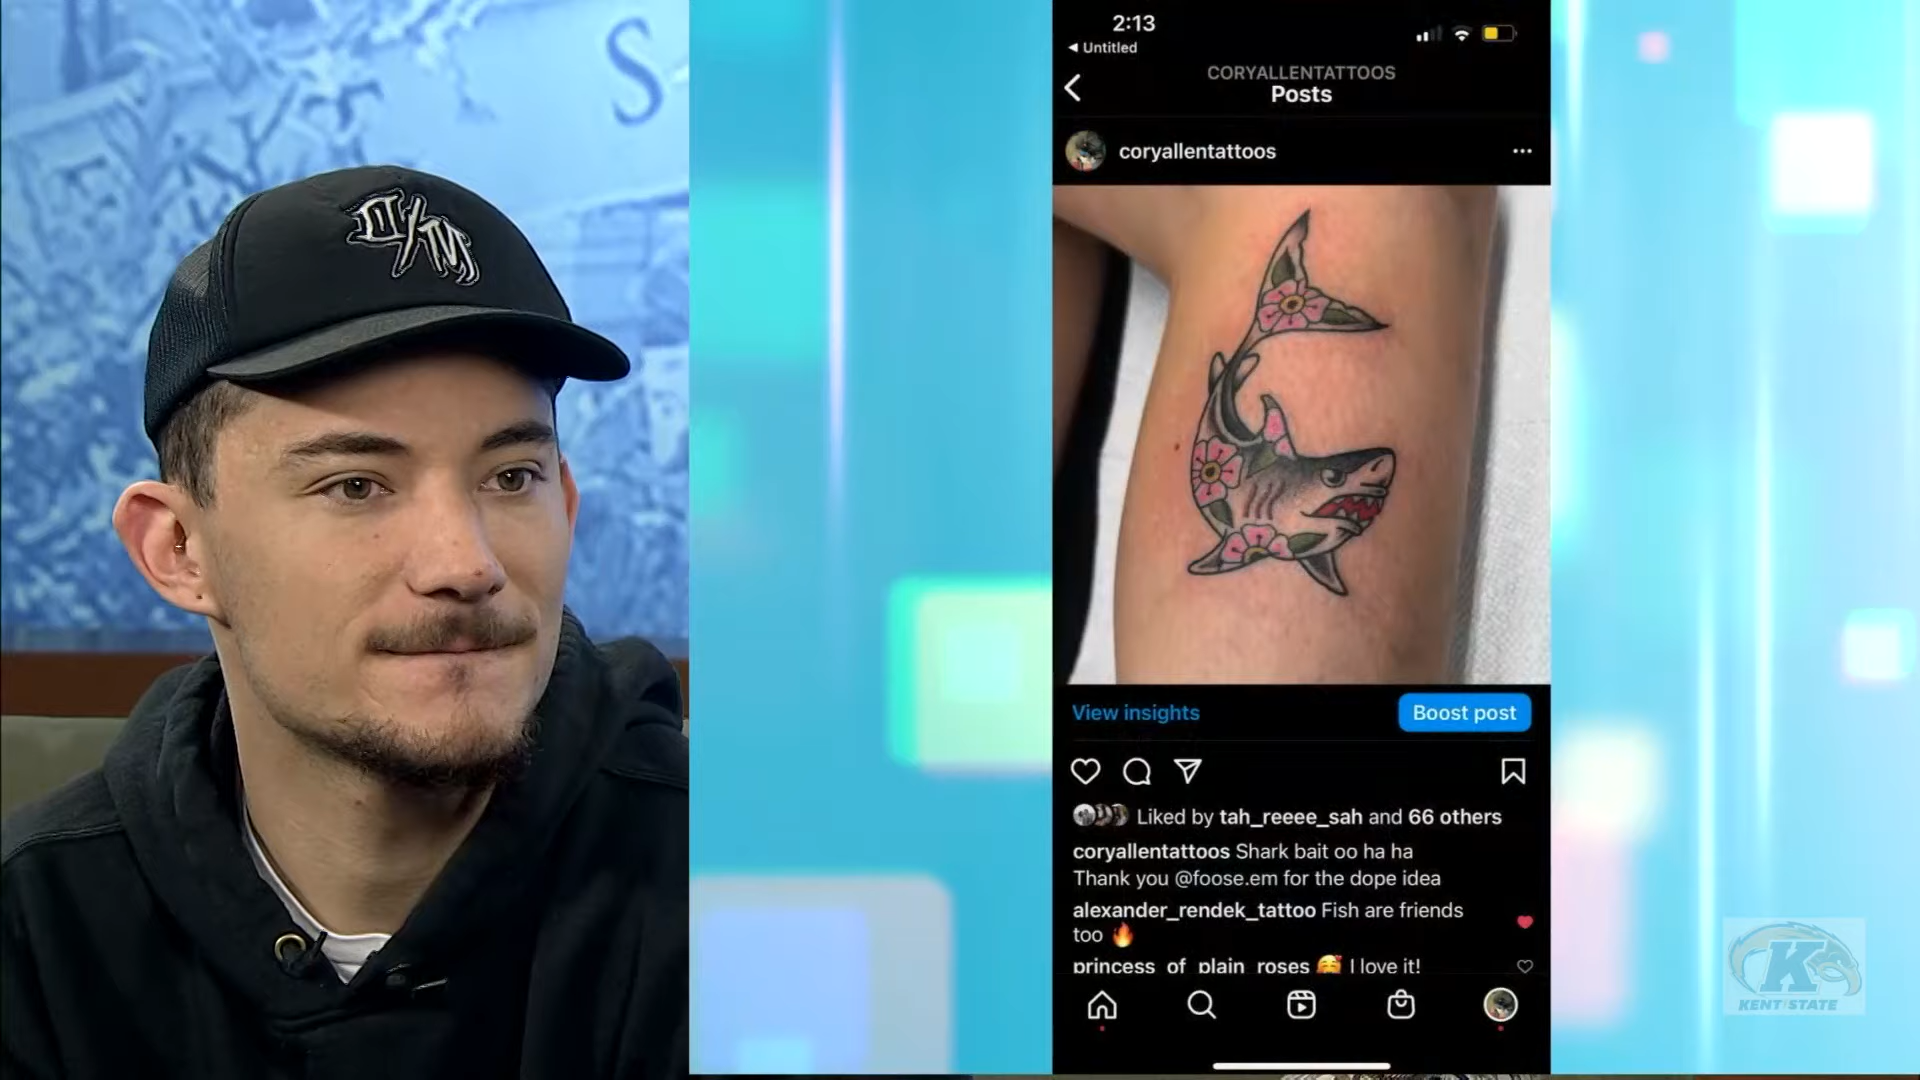 S
2:13
Untitled
CORYALLENTATTOOS
Posts
coryallentattoos
View insights
Boost post
Liked by tah_reeee_sah and 66 others
coryallentattoos Shark bait oo ha ha
Thank you @foose.em for the dope idea
alexander_rendek_tattoo Fish are friends
too 🔥
princess_of_plain_roses 🥰 I love it!
K
KENT STATE